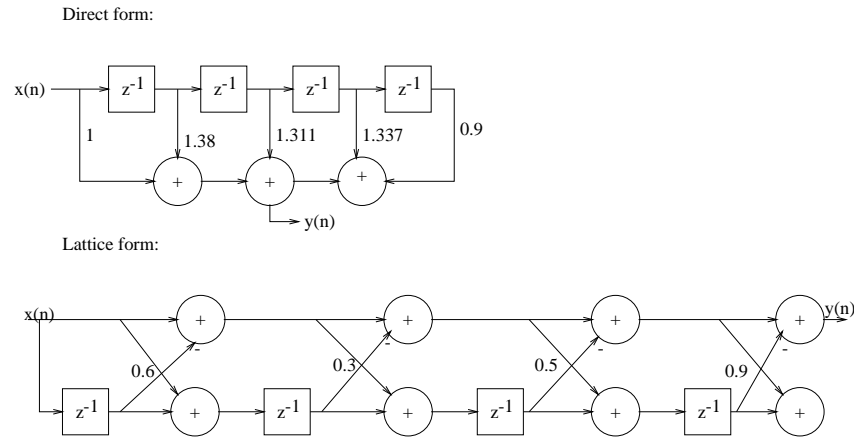 Direct form:
x(n) z⁻¹ z⁻¹ z⁻¹ z⁻¹
1 1.38 1.311 1.337 0.9
+ + +
y(n)
Lattice form:
x(n) + + + + y(n)
- - - -
0.6 0.3 0.5 0.9
z⁻¹ + z⁻¹ + z⁻¹ + z⁻¹ +